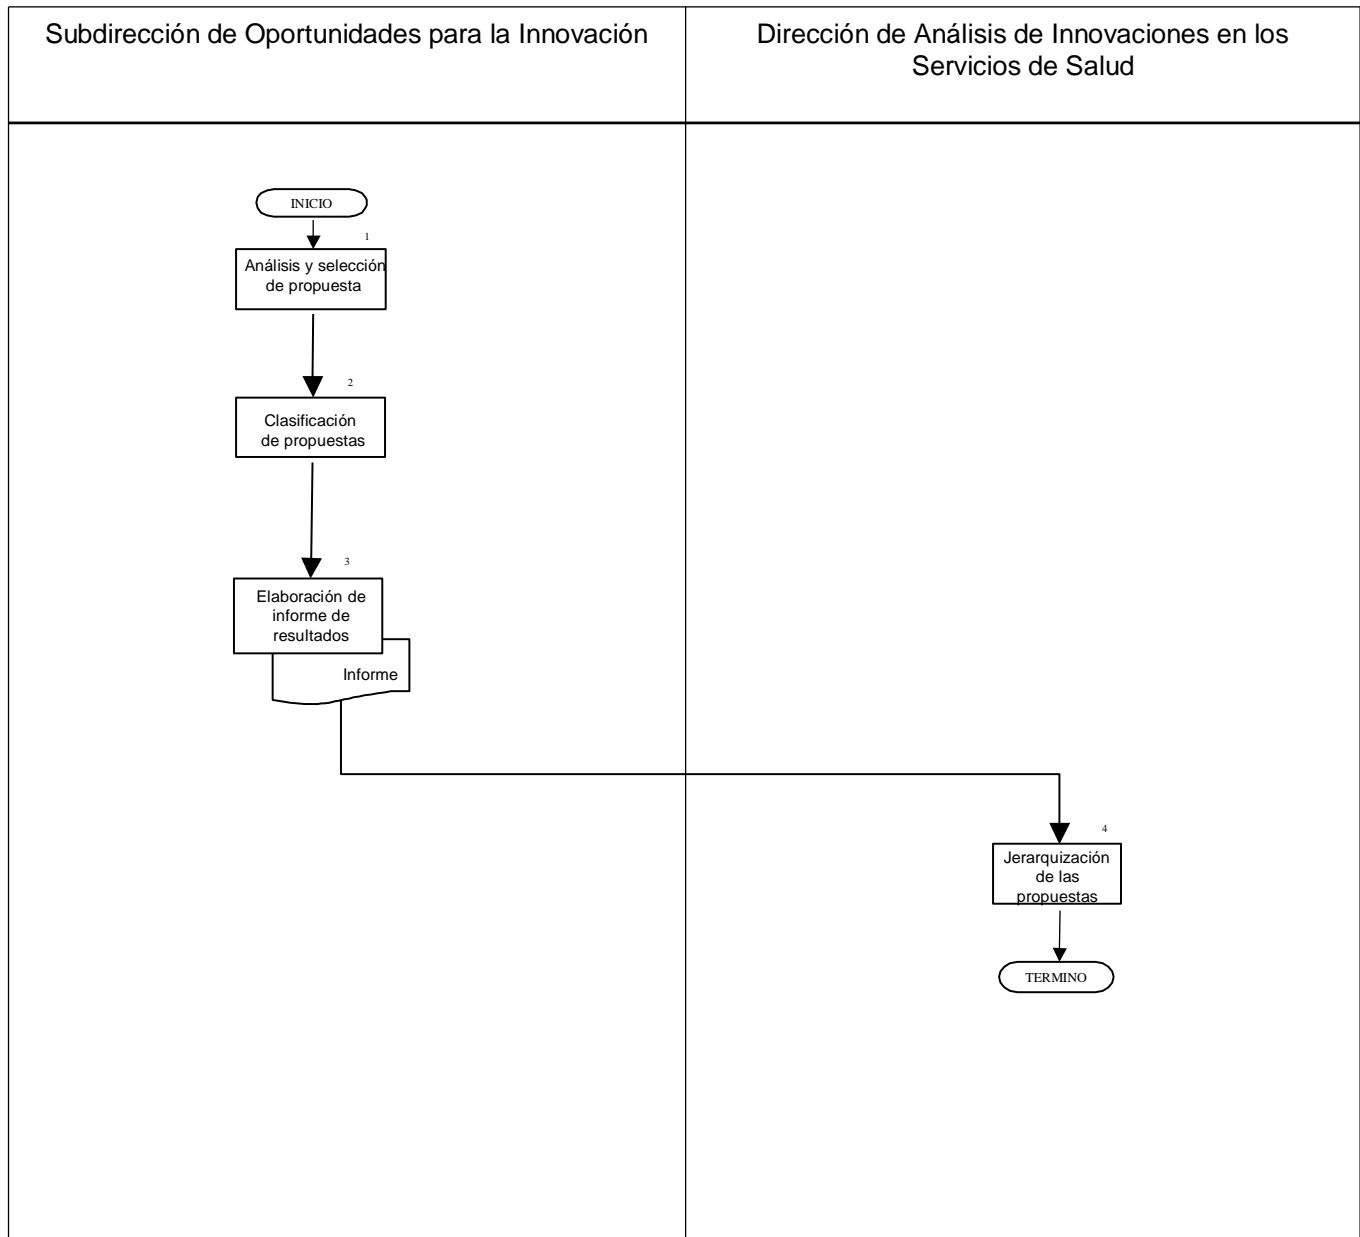 Subdirección de Oportunidades para la Innovación
Dirección de Análisis de Innovaciones en los
Servicios de Salud
INICIO
1
Análisis y selección
de propuesta
2
Clasificación
de propuestas
3
Elaboración de
informe de
resultados
Informe
4
Jerarquización
de las
propuestas
TERMINO